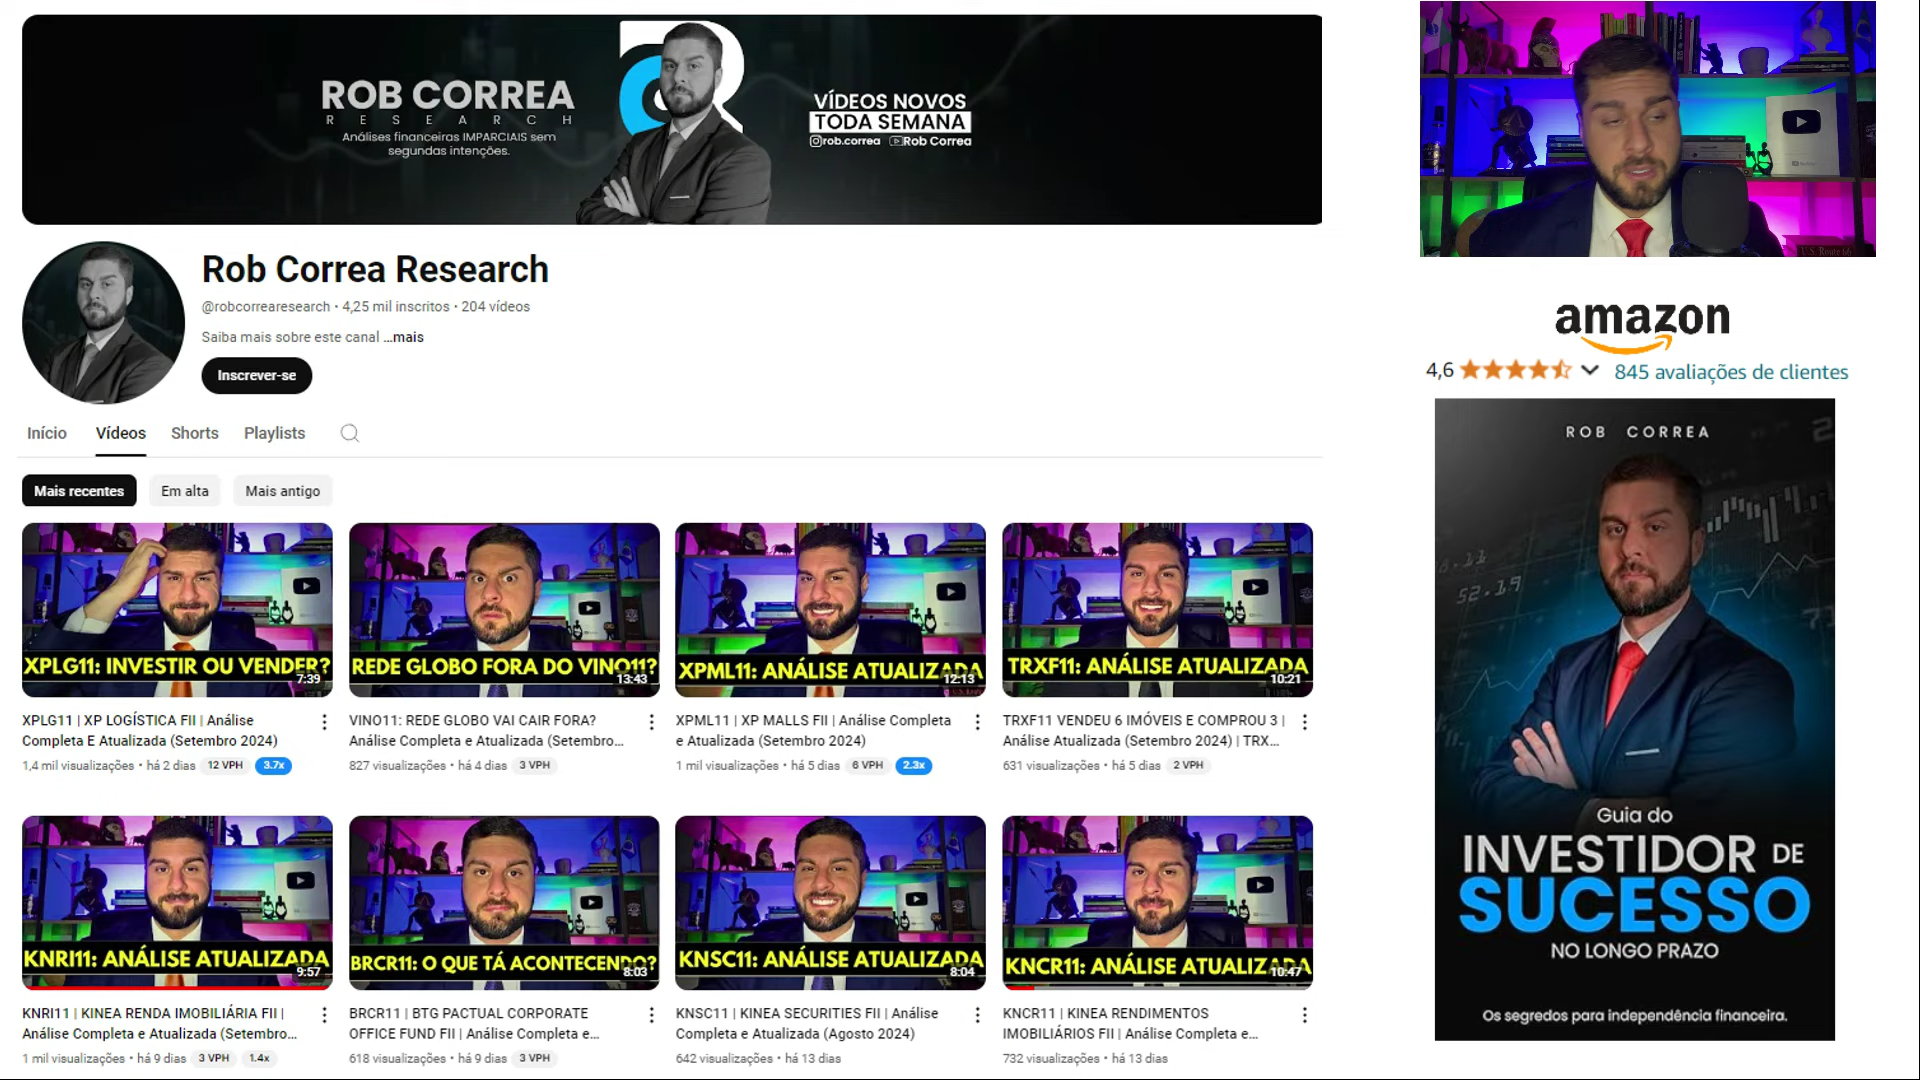 ROB CORREA
RESEARCH
Análises financeiras IMPARCIAIS sem
segundas intenções.
VÍDEOS NOVOS
TODA SEMANA
rob.correa Rob Correa
Rob Correa Research
@robcorrearesearch • 4,25 mil inscritos • 204 vídeos
Saiba mais sobre este canal ...mais
Inscrever-se
Início Vídeos Shorts Playlists
Mais recentes Em alta Mais antigo
XPLG11: INVESTIR OU VENDER?
7:39
XPLG11 | XP LOGÍSTICA FII | Análise
Completa E Atualizada (Setembro 2024)
1,4 mil visualizações • há 2 dias 12 VPH 3.7x
REDE GLOBO FORA DO VINO11?
13:43
VINO11: REDE GLOBO VAI CAIR FORA?
Análise Completa e Atualizada (Setembro...
827 visualizações • há 4 dias 3 VPH
XPML11: ANÁLISE ATUALIZADA
12:13
XPML11 | XP MALLS FII | Análise Completa
e Atualizada (Setembro 2024)
1 mil visualizações • há 5 dias 6 VPH 2.3x
TRXF11: ANÁLISE ATUALIZADA
10:21
TRXF11 VENDEU 6 IMÓVEIS E COMPROU 3 |
Análise Atualizada (Setembro 2024) | TRX...
631 visualizações • há 5 dias 2 VPH
KNRI11: ANÁLISE ATUALIZADA
9:57
KNRI11 | KINEA RENDA IMOBILIÁRIA FII |
Análise Completa e Atualizada (Setembro...
1 mil visualizações • há 9 dias 3 VPH 1.4x
BRCR11: O QUE TÁ ACONTECENDO?
8:03
BRCR11 | BTG PACTUAL CORPORATE
OFFICE FUND FII | Análise Completa e...
618 visualizações • há 9 dias 3 VPH
KNSC11: ANÁLISE ATUALIZADA
8:04
KNSC11 | KINEA SECURITIES FII | Análise
Completa e Atualizada (Agosto 2024)
642 visualizações • há 13 dias
KNCR11: ANÁLISE ATUALIZADA
10:47
KNCR11 | KINEA RENDIMENTOS
IMOBILIÁRIOS FII | Análise Completa e...
732 visualizações • há 13 dias
U.S. Route 66
amazon
4,6 845 avaliações de clientes
ROB CORREA
52.19
Guia do
INVESTIDOR DE
SUCESSO
NO LONGO PRAZO
Os segredos para independência financeira.